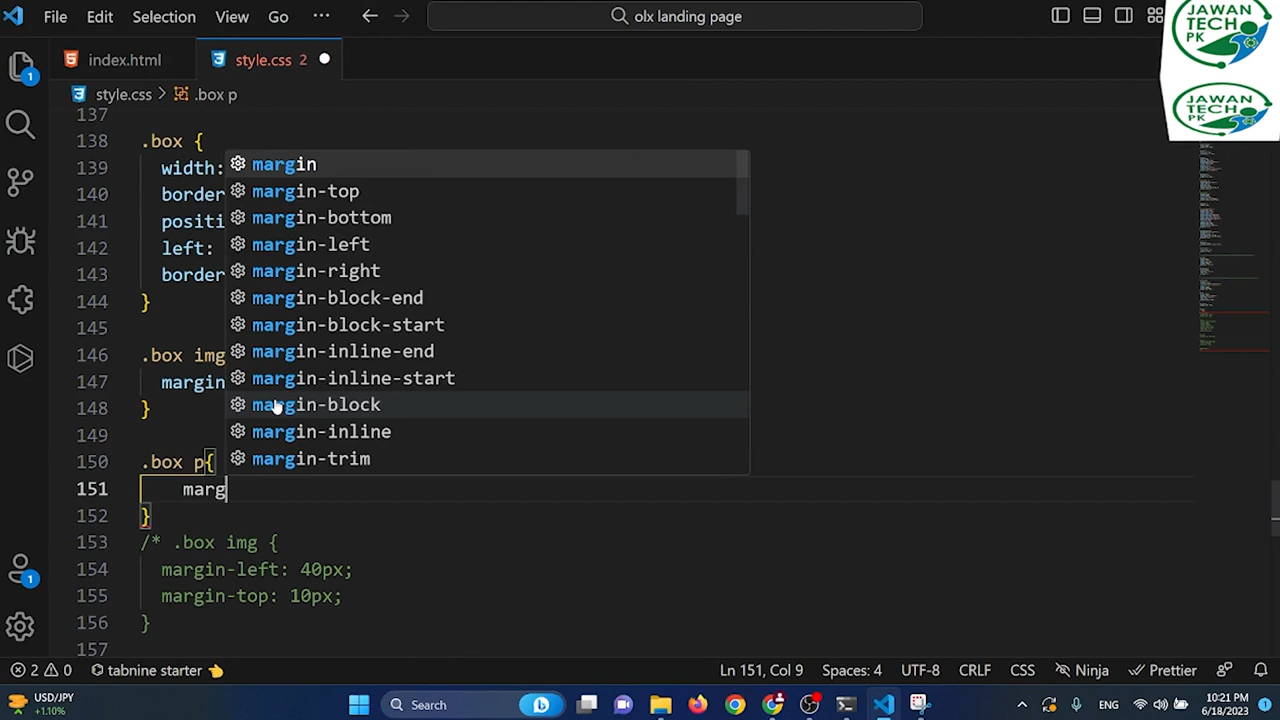 File Edit Selection View Go ··· olx landing page
JAWAN TECH PK
index.html style.css 2
style.css > .box p
JAWAN TECH PK
137
138 .box {
139 width:
140 border
141 positi
142 left:
143 border
144 }
145
146 .box img
147 margin
148 }
149
150 .box p{
151 marg
152 }
153 /* .box img {
154 margin-left: 40px;
155 margin-top: 10px;
156 }
157
margin
margin-top
margin-bottom
margin-left
margin-right
margin-block-end
margin-block-start
margin-inline-end
margin-inline-start
margin-block
margin-inline
margin-trim
1
1
2 0 tabnine starter 👈 Ln 151, Col 9 Spaces: 4 UTF-8 CRLF CSS Ninja Prettier
USD/JPY
+1.10%
Search
ENG
10:21 PM
6/18/2023
1